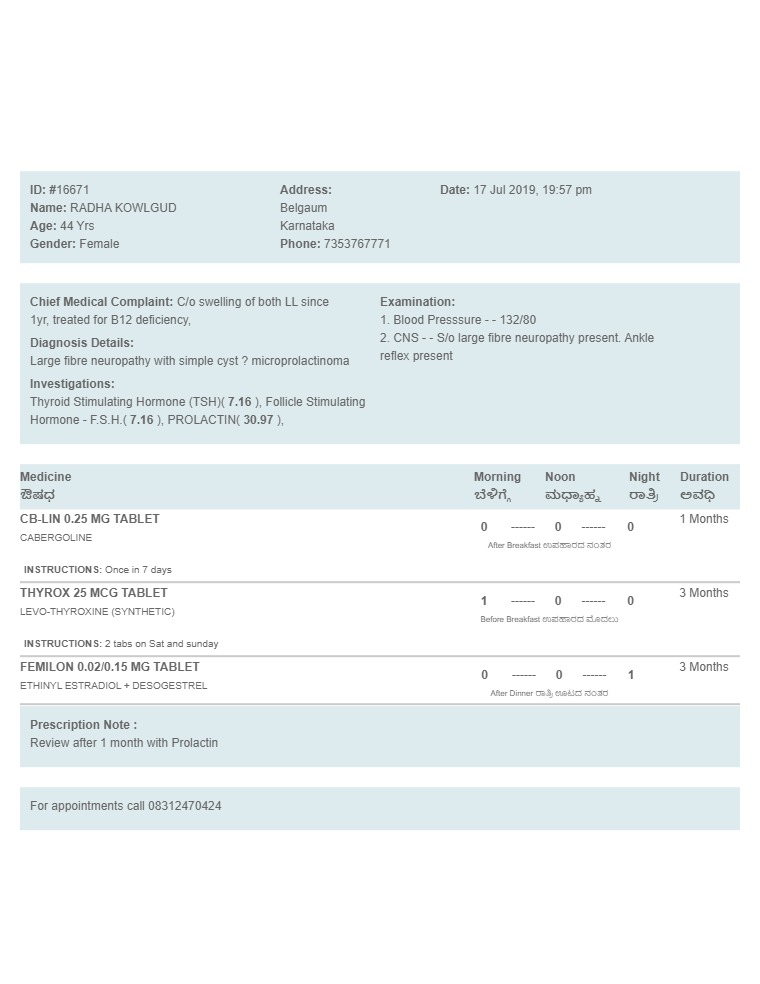 ID: #16671
Name: RADHA KOWLGUD
Age: 44 Yrs
Gender: Female
Address:
Belgaum
Karnataka
Phone: 7353767771
Date: 17 Jul 2019, 19:57 pm
Chief Medical Complaint: C/o swelling of both LL since
1yr, treated for B12 deficiency,
Diagnosis Details:
Large fibre neuropathy with simple cyst ? microprolactinoma
Investigations:
Thyroid Stimulating Hormone (TSH)( 7.16 ), Follicle Stimulating
Hormone - F.S.H.( 7.16 ), PROLACTIN( 30.97 ),
Examination:
1. Blood Presssure - - 132/80
2. CNS - - S/o large fibre neuropathy present. Ankle
reflex present
Medicine Morning Noon Night Duration
ಔಷಧ ಬೆಳಿಗ್ಗೆ ಮಧ್ಯಾಹ್ನ ರಾತ್ರಿ ಅವಧಿ
CB-LIN 0.25 MG TABLET 0 ------ 0 ------ 0 1 Months
CABERGOLINE
After Breakfast ಉಪಹಾರದ ನಂತರ
INSTRUCTIONS: Once in 7 days
THYROX 25 MCG TABLET 1 ------ 0 ------ 0 3 Months
LEVO-THYROXINE (SYNTHETIC)
Before Breakfast ಉಪಹಾರದ ಮೊದಲು
INSTRUCTIONS: 2 tabs on Sat and sunday
FEMILON 0.02/0.15 MG TABLET 0 ------ 0 ------ 1 3 Months
ETHINYL ESTRADIOL + DESOGESTREL
After Dinner ರಾತ್ರಿ ಊಟದ ನಂತರ
Prescription Note :
Review after 1 month with Prolactin
For appointments call 08312470424